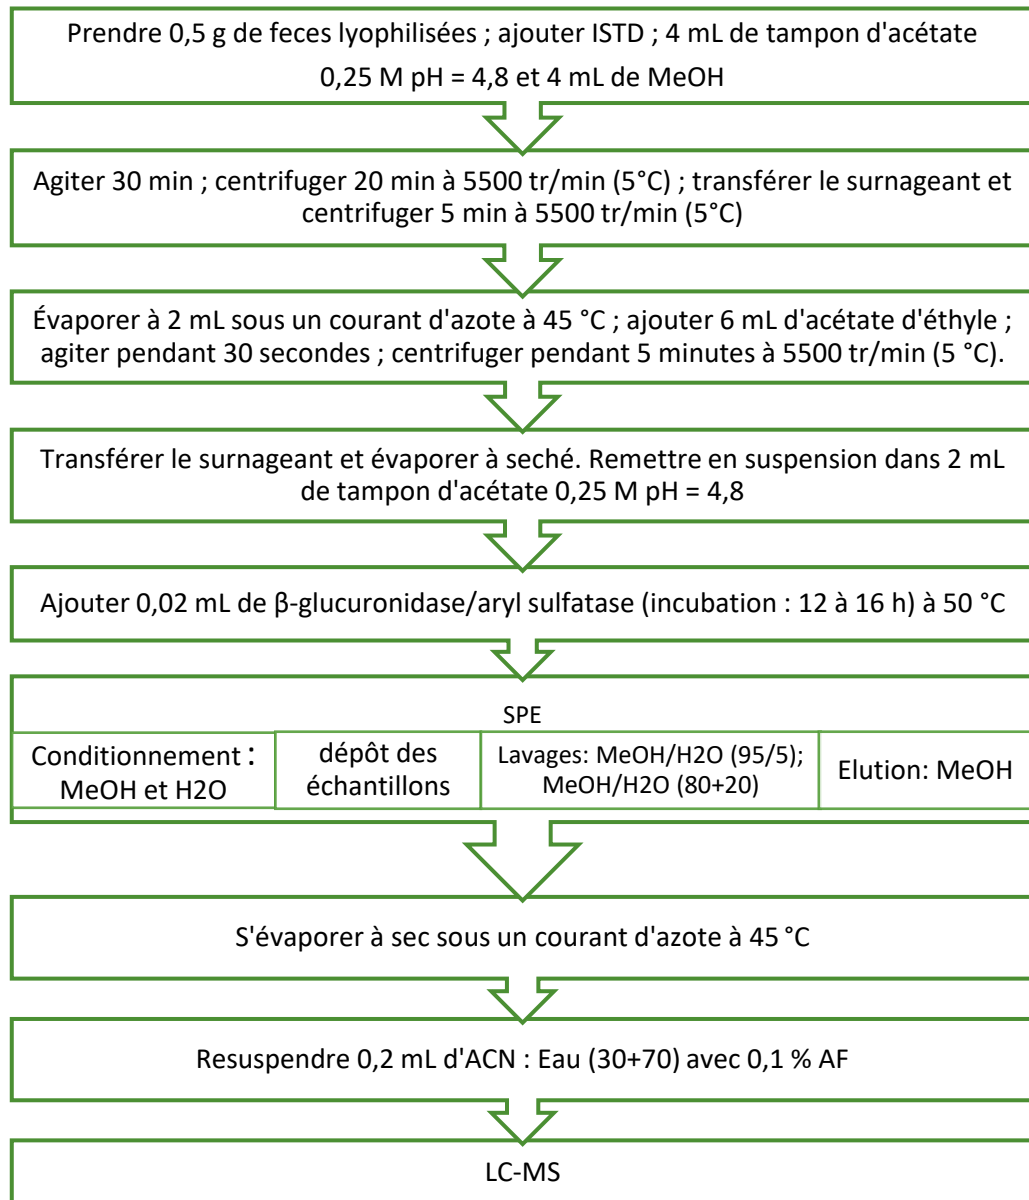 Prendre 0,5 g de feces lyophilisées ; ajouter ISTD ; 4 mL de tampon d'acétate
0,25 M pH = 4,8 et 4 mL de MeOH
Agiter 30 min ; centrifuger 20 min à 5500 tr/min (5°C) ; transférer le surnageant et
centrifuger 5 min à 5500 tr/min (5°C)
Évaporer à 2 mL sous un courant d'azote à 45 °C ; ajouter 6 mL d'acétate d'éthyle ;
agiter pendant 30 secondes ; centrifuger pendant 5 minutes à 5500 tr/min (5 °C).
Transférer le surnageant et évaporer à seché. Remettre en suspension dans 2 mL
de tampon d'acétate 0,25 M pH = 4,8
Ajouter 0,02 mL de β-glucuronidase/aryl sulfatase (incubation : 12 à 16 h) à 50 °C
SPE
Conditionnement :
MeOH et H2O
dépôt des
échantillons
Lavages: MeOH/H2O (95/5);
MeOH/H2O (80+20)
Elution: MeOH
S'évaporer à sec sous un courant d'azote à 45 °C
Resuspendre 0,2 mL d'ACN : Eau (30+70) avec 0,1 % AF
LC-MS